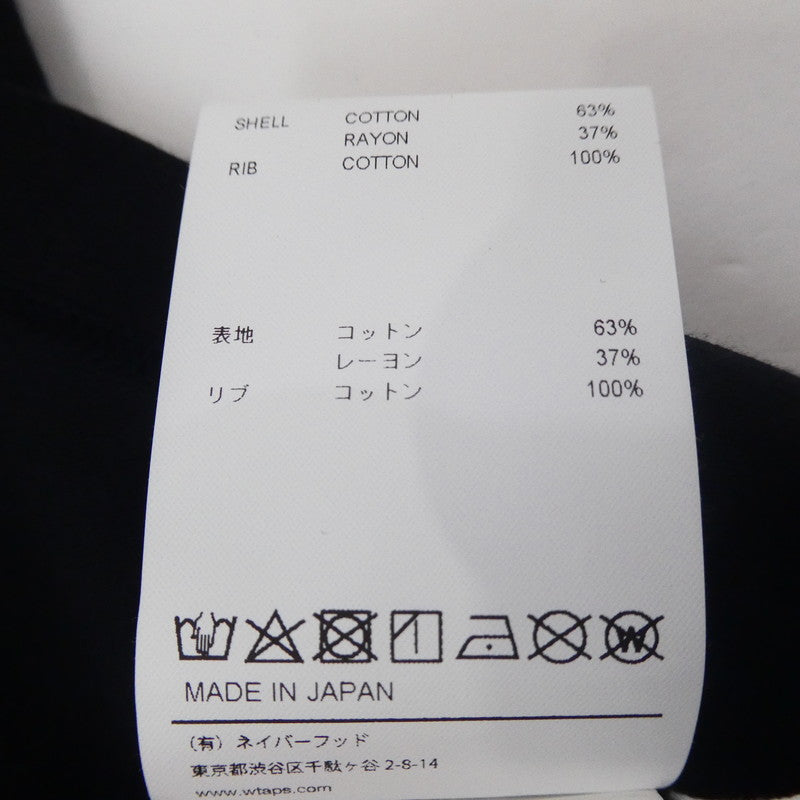 SHELL COTTON 63%
RAYON 37%
RIB COTTON 100%
表地 コットン 63%
レーヨン 37%
リブ コットン 100%
W
MADE IN JAPAN
(有) ネイバーフッド
東京都渋谷区千駄ヶ谷 2-8-14
www.wtaps.com